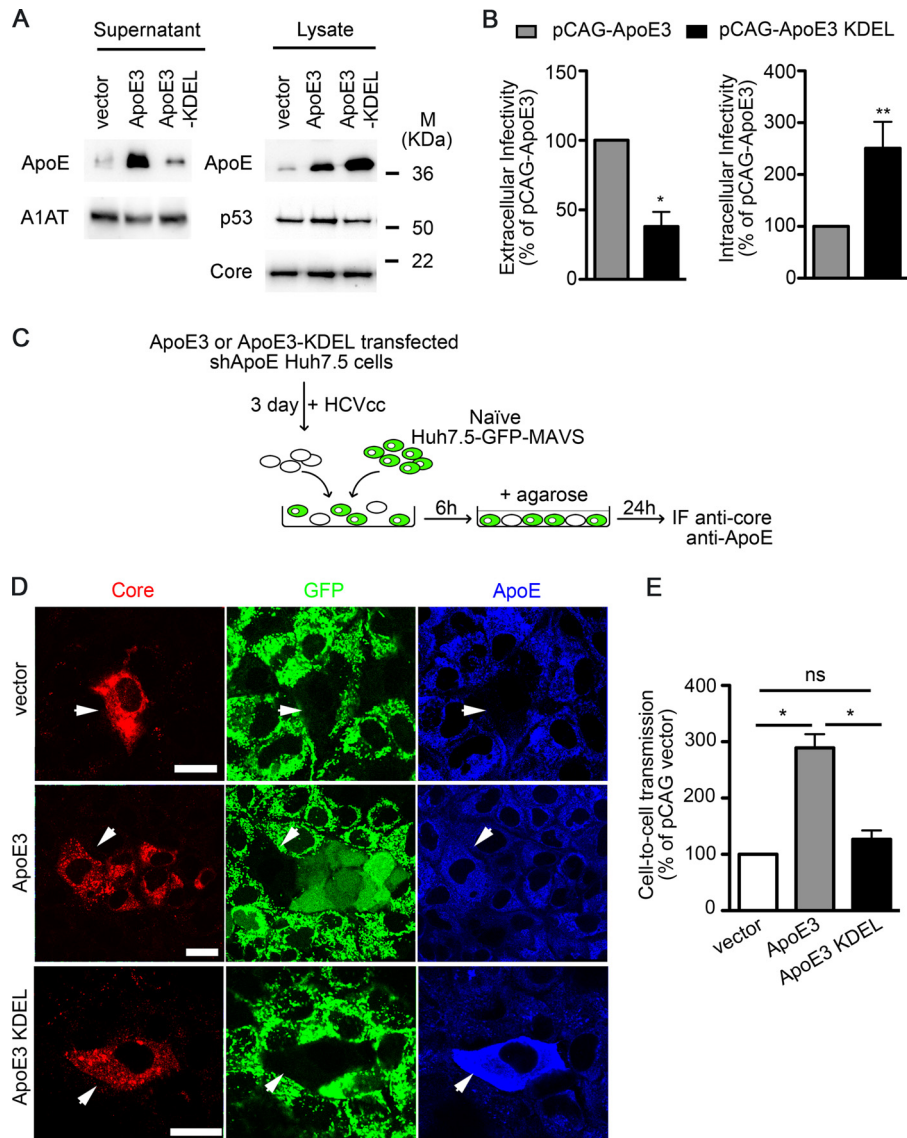 A
Supernatant
Lysate
vector
ApoE3
ApoE3
-KDEL
vector
ApoE3
ApoE3
-KDEL
M
(KDa)
ApoE
ApoE
36
A1AT
p53
50
22
Core
B
pCAG-ApoE3
pCAG-ApoE3 KDEL
Extracellular Infectivity
(% of pCAG-ApoE3)
150
100
50
0
*
Intracellular Infectivity
(% of pCAG-ApoE3)
400
300
200
100
0
**
C
ApoE3 or ApoE3-KDEL transfected
shApoE Huh7.5 cells
3 day + HCVcc
Naïve
Huh7.5-GFP-MAVS
6h
+ agarose
24h
IF anti-core
anti-ApoE
D
Core
GFP
ApoE
vector
ApoE3
ApoE3 KDEL
E
Cell-to-cell transmission
(% of pCAG vector)
400
300
200
100
0
ns
*
*
vector
ApoE3
ApoE3 KDEL